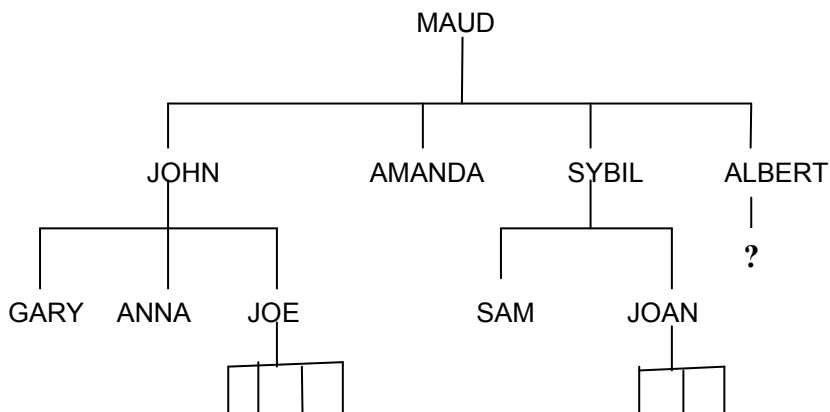 MAUD
JOHN AMANDA SYBIL ALBERT
?
GARY ANNA JOE SAM JOAN